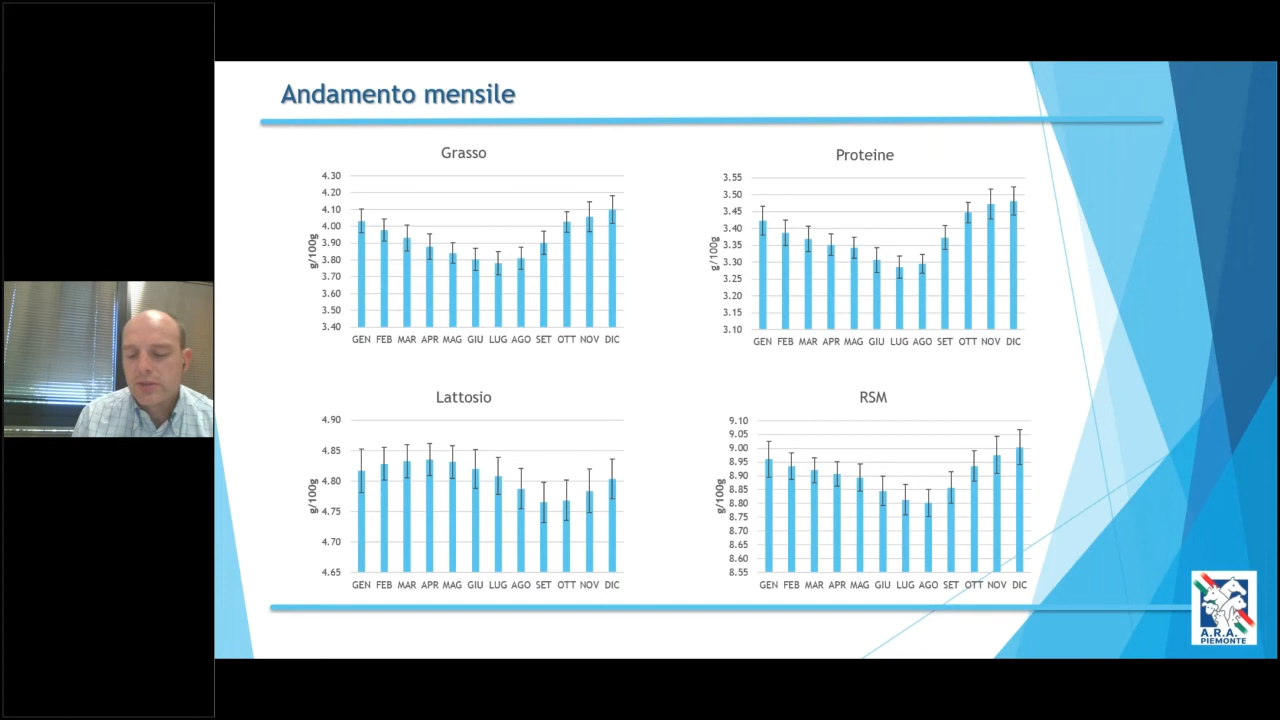 Andamento mensile
Grasso
4.30
4.20
4.10
4.00
3.90
3.80
3.70
3.60
3.50
3.40
g/100g
GEN FEB MAR APR MAG GIU LUG AGO SET OTT NOV DIC
Proteine
3.55
3.50
3.45
3.40
3.35
3.30
3.25
3.20
3.15
3.10
g/100g
GEN FEB MAR APR MAG GIU LUG AGO SET OTT NOV DIC
Lattosio
4.90
4.85
4.80
4.75
4.70
4.65
g/100g
GEN FEB MAR APR MAG GIU LUG AGO SET OTT NOV DIC
RSM
9.10
9.05
9.00
8.95
8.90
8.85
8.80
8.75
8.70
8.65
8.60
8.55
g/100g
GEN FEB MAR APR MAG GIU LUG AGO SET OTT NOV DIC
A.R.A.
PIEMONTE